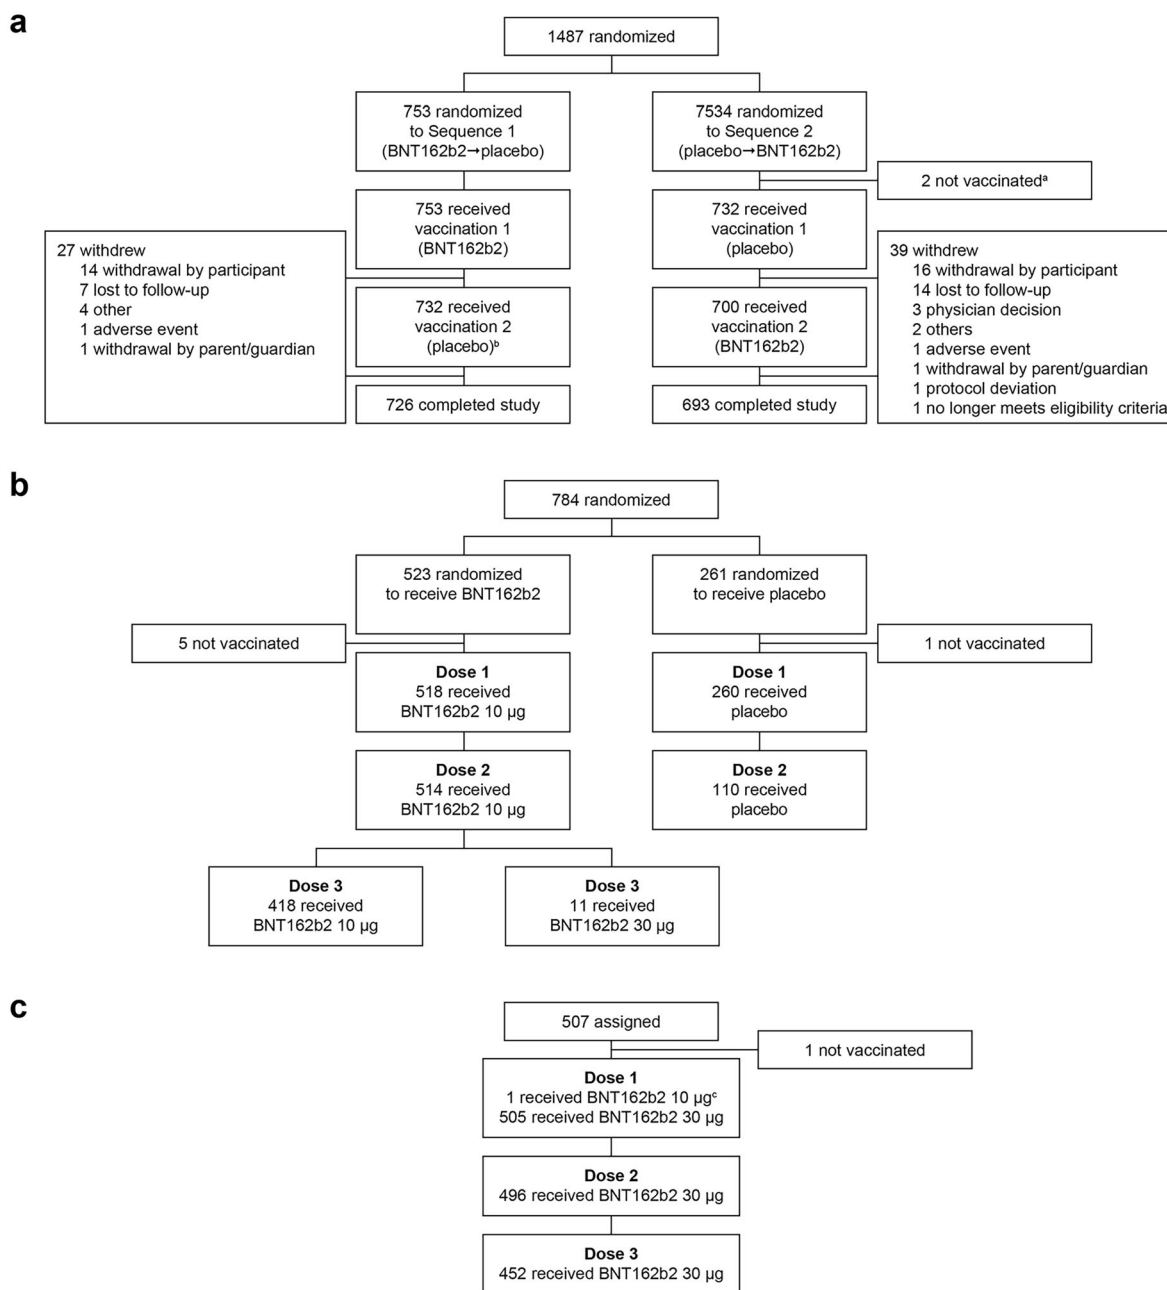 a
1487 randomized
753 randomized
to Sequence 1
(BNT162b2→placebo)
7534 randomized
to Sequence 2
(placebo→BNT162b2)
2 not vaccinatedᵃ
753 received
vaccination 1
(BNT162b2)
732 received
vaccination 1
(placebo)
27 withdrew
14 withdrawal by participant
7 lost to follow-up
4 other
1 adverse event
1 withdrawal by parent/guardian
39 withdrew
16 withdrawal by participant
14 lost to follow-up
3 physician decision
2 others
1 adverse event
1 withdrawal by parent/guardian
1 protocol deviation
1 no longer meets eligibility criteria
732 received
vaccination 2
(placebo)ᵇ
700 received
vaccination 2
(BNT162b2)
726 completed study
693 completed study
b
784 randomized
523 randomized
to receive BNT162b2
261 randomized
to receive placebo
5 not vaccinated
1 not vaccinated
Dose 1
518 received
BNT162b2 10 µg
Dose 1
260 received
placebo
Dose 2
514 received
BNT162b2 10 µg
Dose 2
110 received
placebo
Dose 3
418 received
BNT162b2 10 µg
Dose 3
11 received
BNT162b2 30 µg
c
507 assigned
1 not vaccinated
Dose 1
1 received BNT162b2 10 µgᶜ
505 received BNT162b2 30 µg
Dose 2
496 received BNT162b2 30 µg
Dose 3
452 received BNT162b2 30 µg